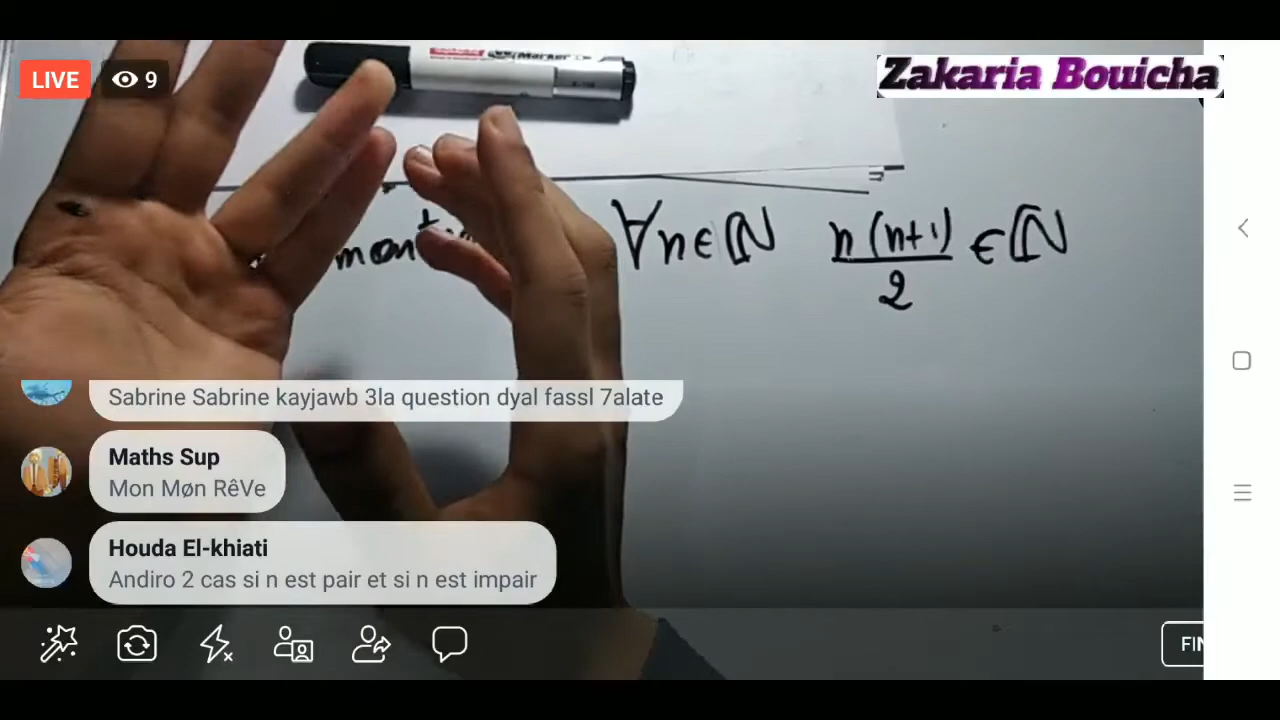 LIVE 9
Zakaria Bouicha
∀n∈ℕ n(n+1)/2 ∈ℕ
Sabrine Sabrine kayjawb 3la question dyal fassl 7alate
Maths Sup
Mon Møn RêVe
Houda El-khiati
Andiro 2 cas si n est pair et si n est impair